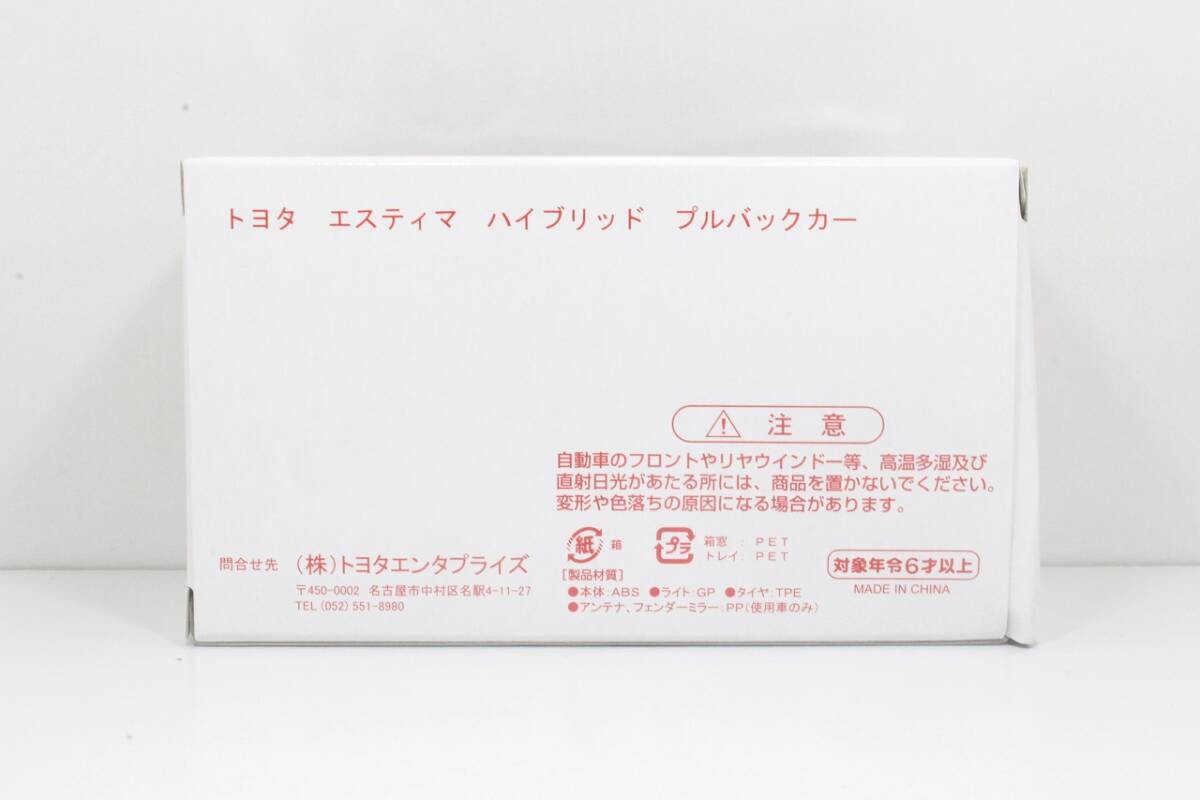 トヨタ　エスティマ　ハイブリッド　プルバックカー
注 意
自動車のフロントやリヤウインドー等、高温多湿及び
直射日光があたる所には、商品を置かないでください。
変形や色落ちの原因になる場合があります。
紙 箱
プラ 箱窓 : PET
トレイ : PET
問合せ先 (株)トヨタエンタプライズ
〒450-0002 名古屋市中村区名駅4-11-27
TEL (052) 551-8980
[製品材質]
●本体:ABS ●ライト:GP ●タイヤ:TPE
●アンテナ、フェンダーミラー:PP(使用車のみ)
対象年令6才以上
MADE IN CHINA